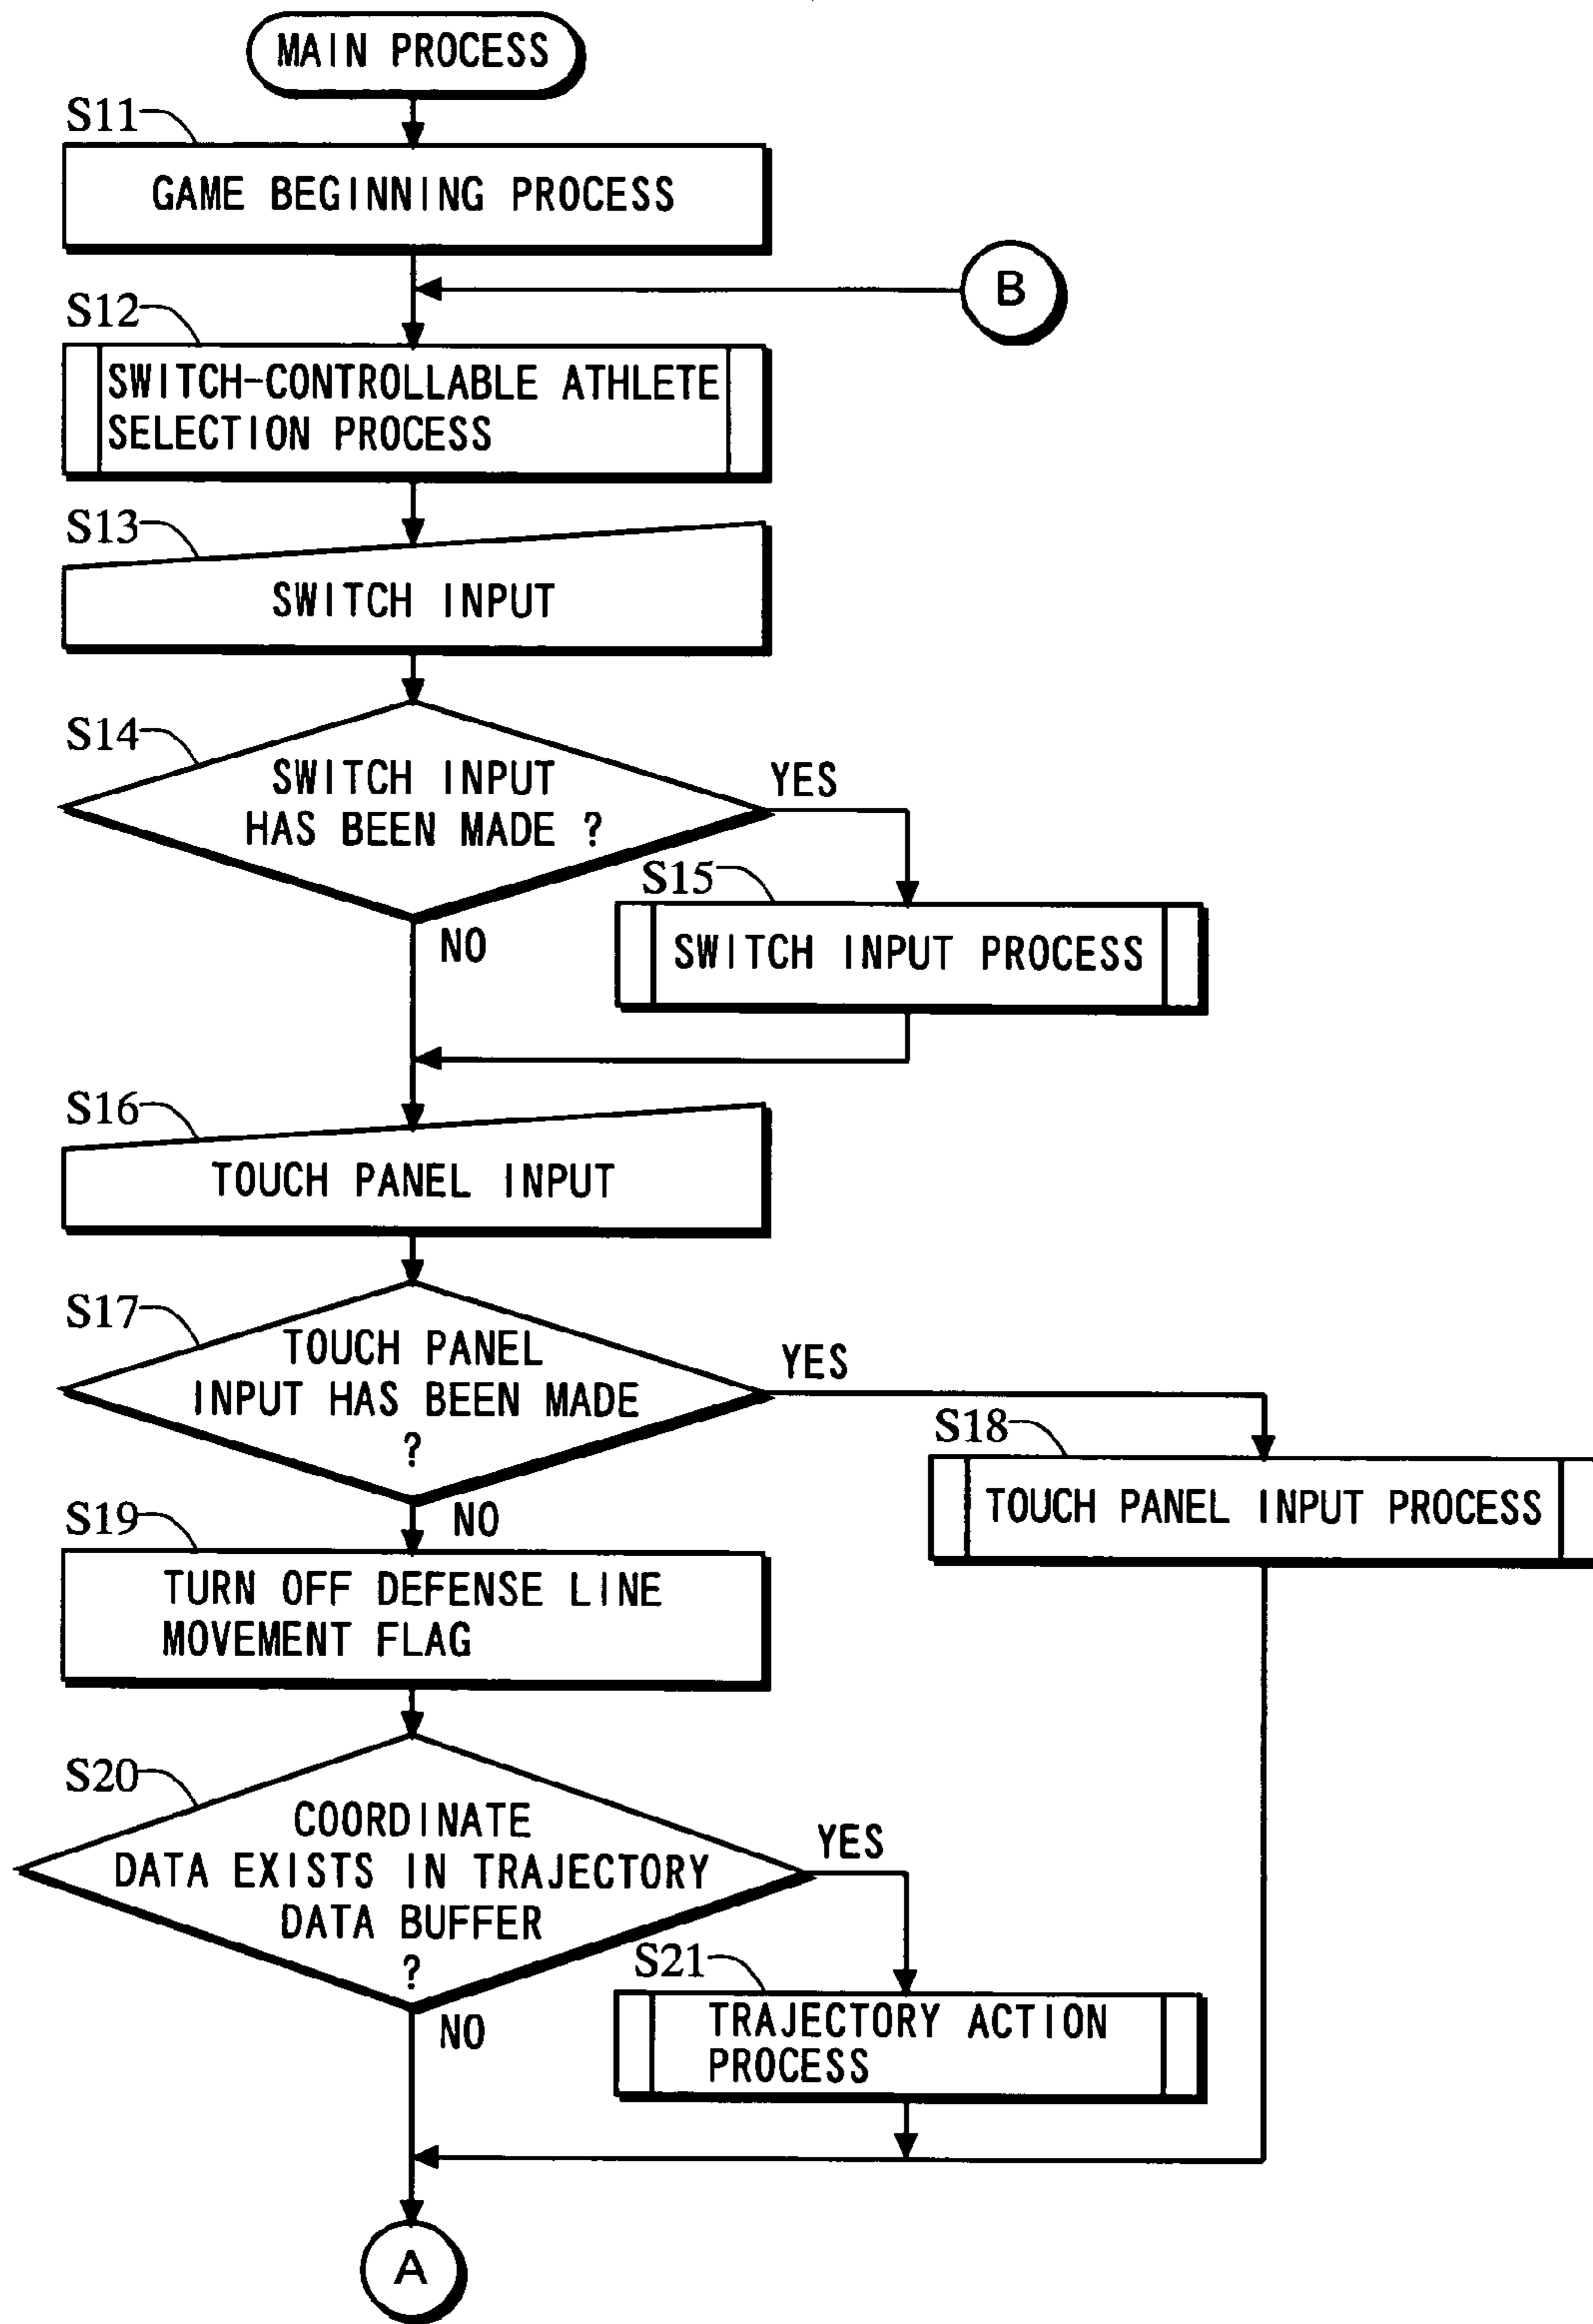 MAIN PROCESS
S11
GAME BEGINNING PROCESS
B
S12
SWITCH-CONTROLLABLE ATHLETE
SELECTION PROCESS
S13
SWITCH INPUT
S14
SWITCH INPUT
HAS BEEN MADE ?
YES
NO
S15
SWITCH INPUT PROCESS
S16
TOUCH PANEL INPUT
S17
TOUCH PANEL
INPUT HAS BEEN MADE
?
YES
NO
S18
TOUCH PANEL INPUT PROCESS
S19
TURN OFF DEFENSE LINE
MOVEMENT FLAG
S20
COORDINATE
DATA EXISTS IN TRAJECTORY
DATA BUFFER
?
YES
NO
S21
TRAJECTORY ACTION
PROCESS
A